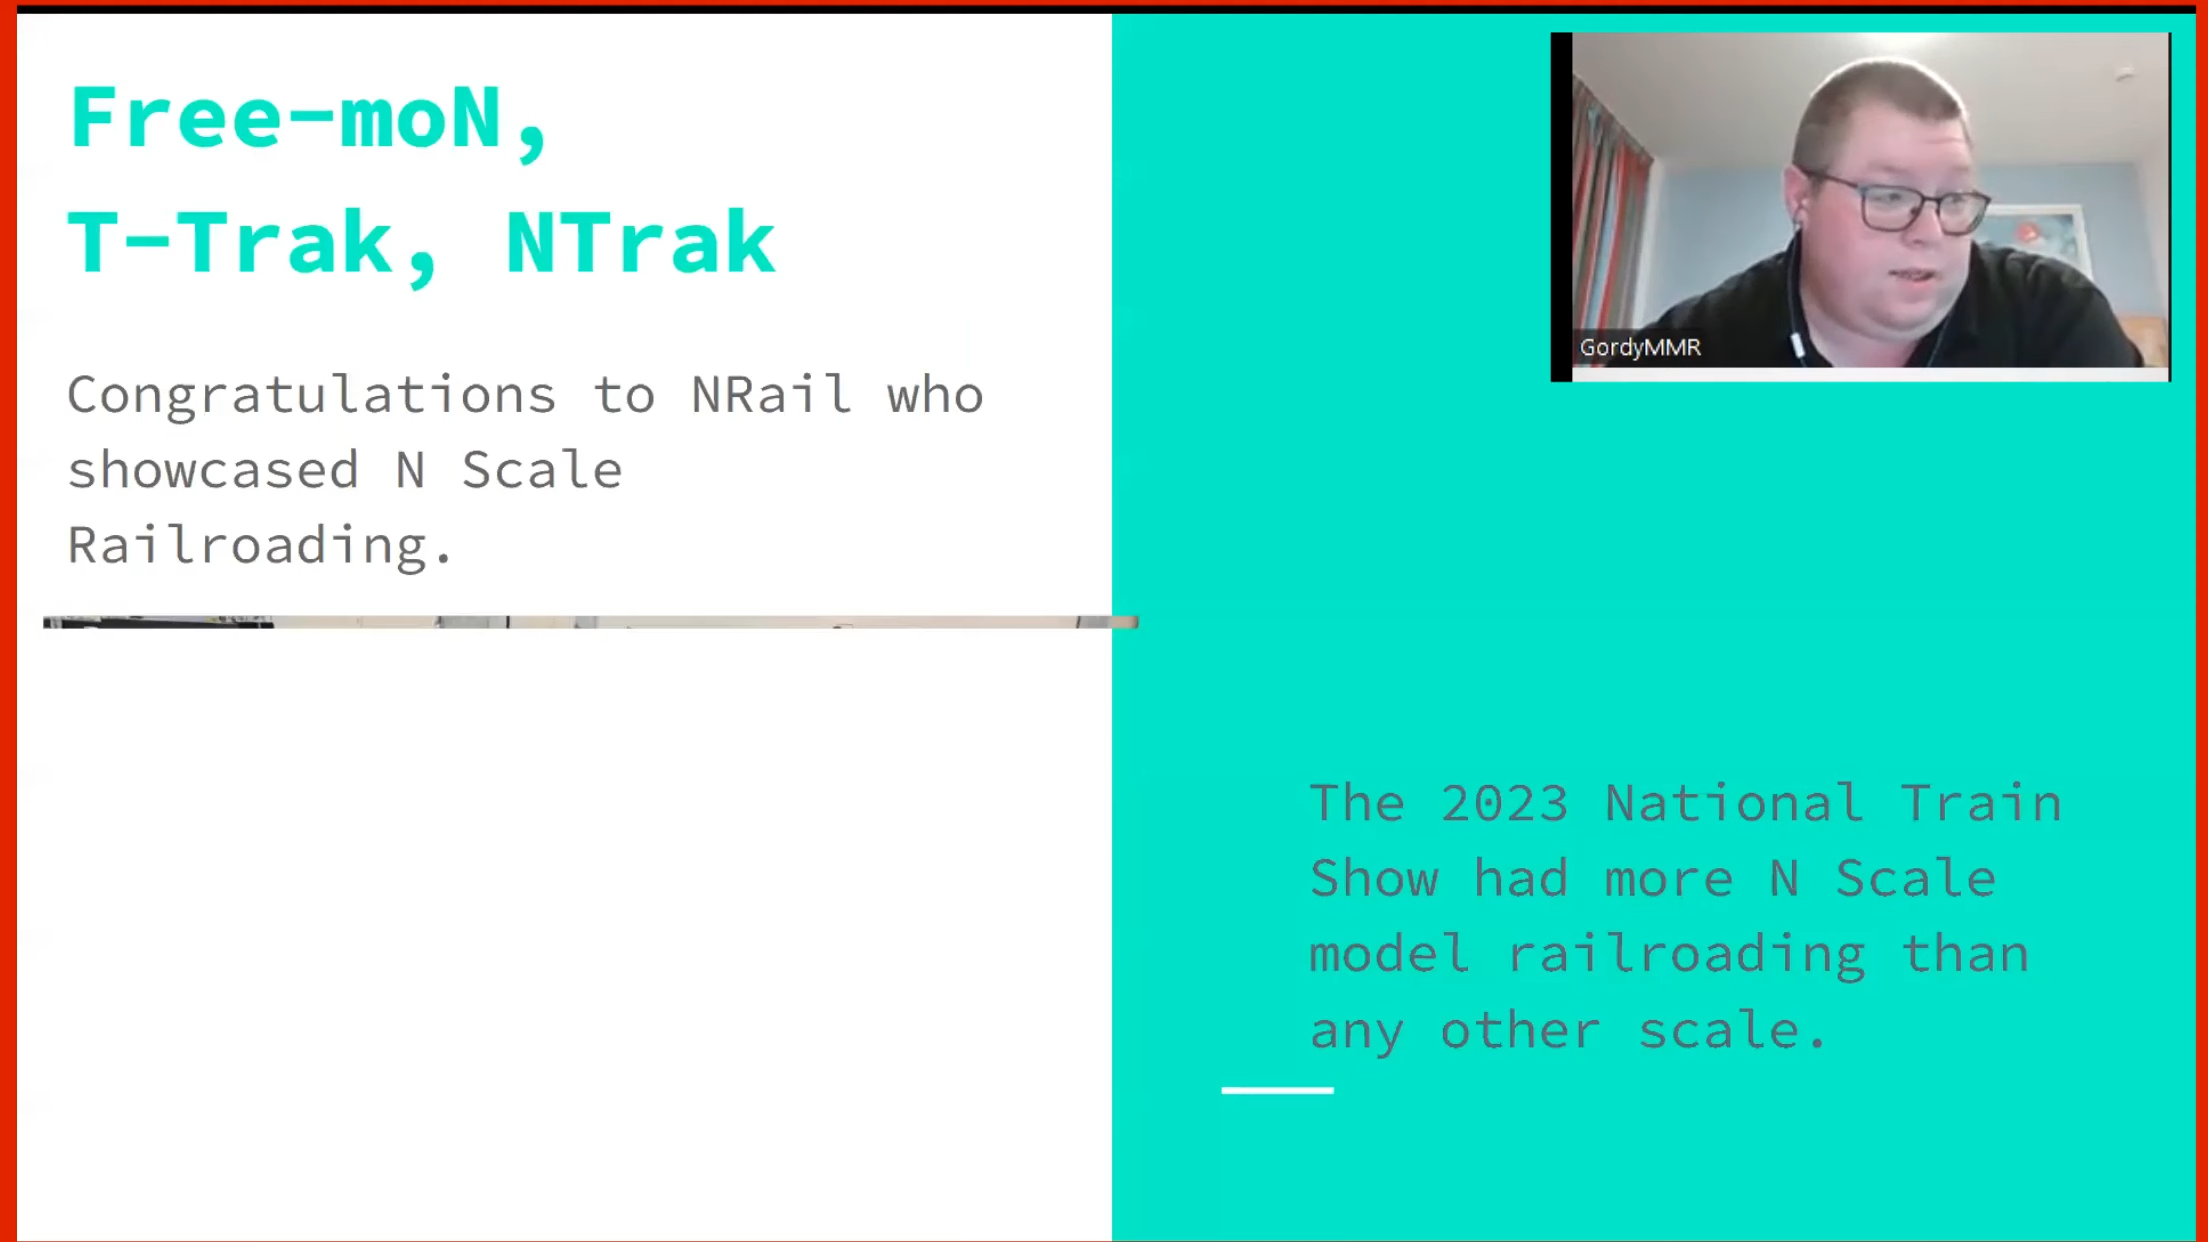 Free-moN,
T-Trak, NTrak
Congratulations to NRail who
showcased N Scale
Railroading.
GordyMMR
The 2023 National Train
Show had more N Scale
model railroading than
any other scale.